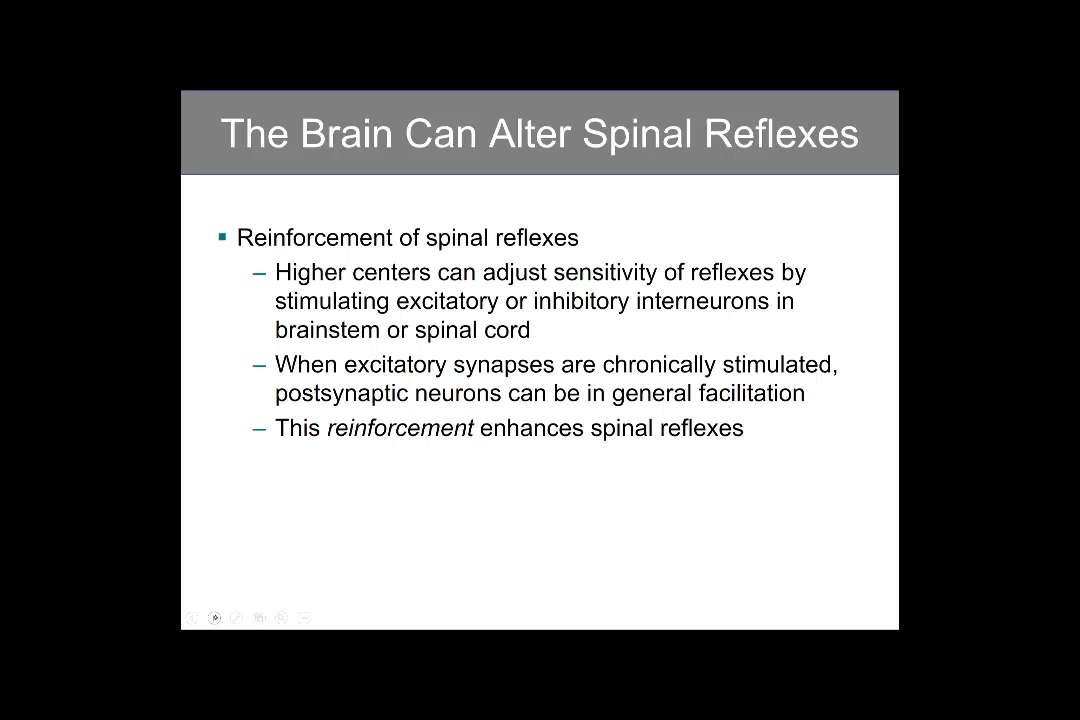 The Brain Can Alter Spinal Reflexes
Reinforcement of spinal reflexes
– Higher centers can adjust sensitivity of reflexes by
stimulating excitatory or inhibitory interneurons in
brainstem or spinal cord
– When excitatory synapses are chronically stimulated,
postsynaptic neurons can be in general facilitation
– This reinforcement enhances spinal reflexes